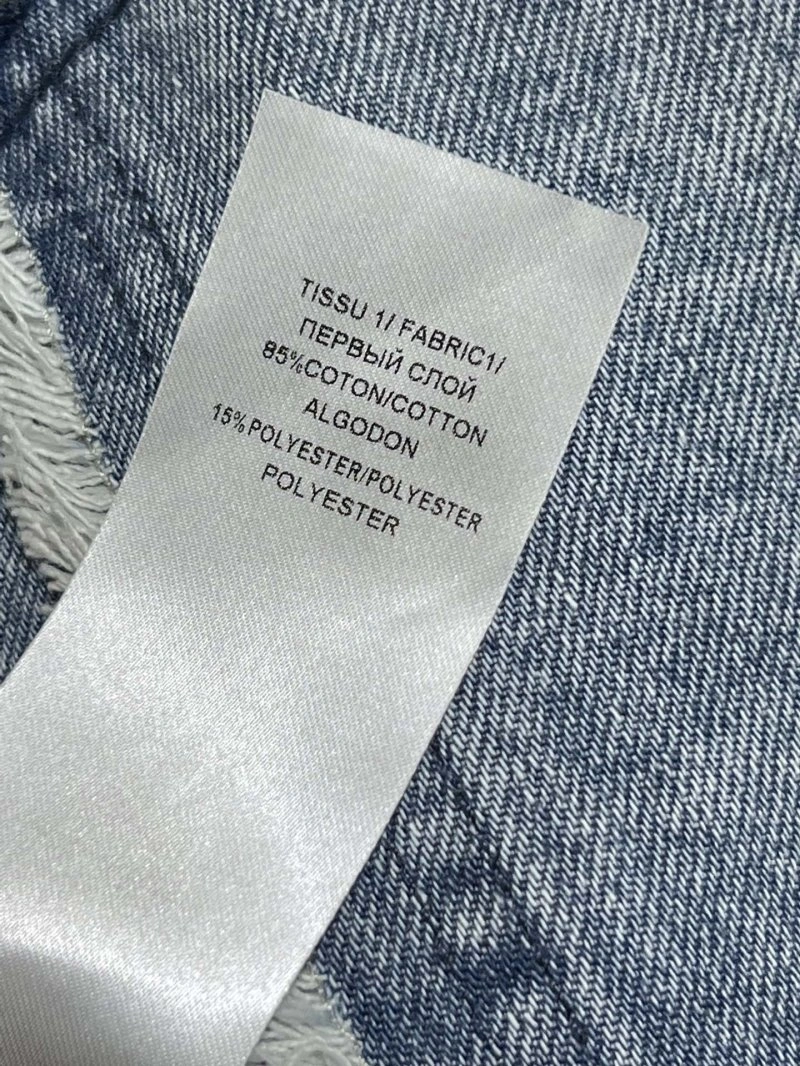 TISSU 1/ FABRIC1/
ПЕРВЫЙ СЛОЙ
85%COTON/COTTON
ALGODON
15%POLYESTER/POLYESTER
POLYESTER